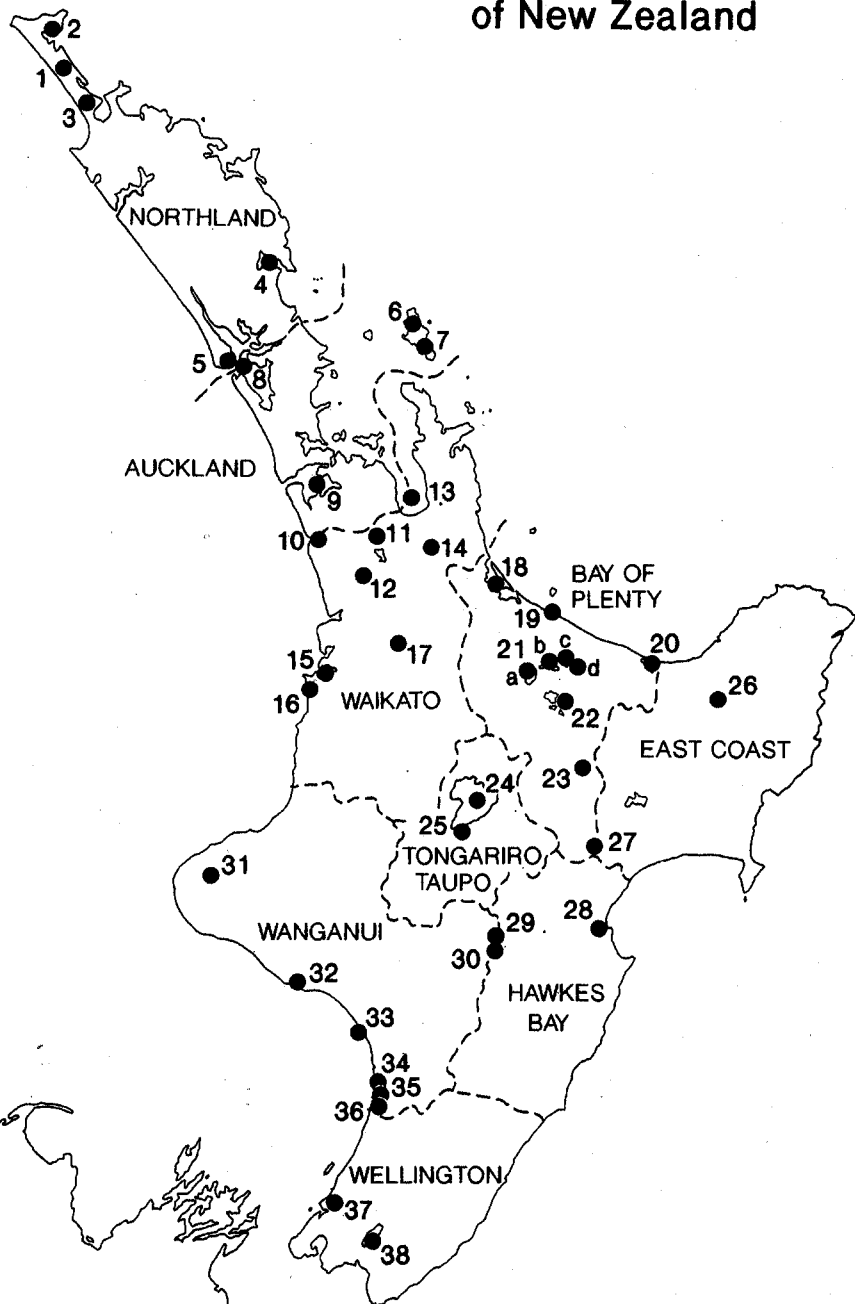 of New Zealand
2
1
3
NORTHLAND
4
6
7
5
8
AUCKLAND
9
13
10
11
14
12
18
BAY OF
PLENTY
19
17
21
b
c
20
a
d
15
16
WAIKATO
22
26
EAST COAST
23
24
25
27
TONGARIRO
TAUPO
31
28
29
WANGANUI
30
32
HAWKES
BAY
33
34
35
36
WELLINGTON
37
38